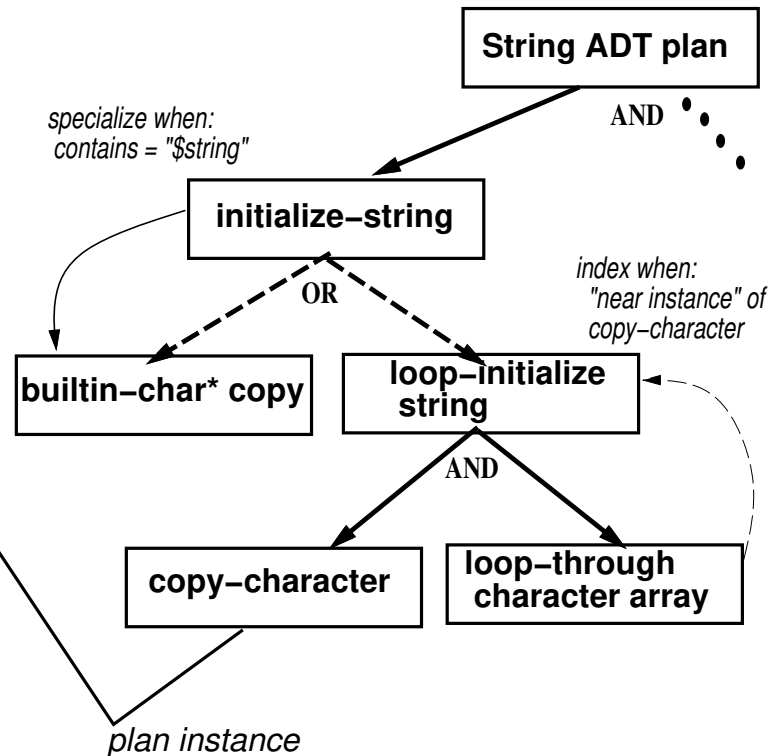 String ADT plan
AND
specialize when:
contains = "$string"
initialize–string
OR
index when:
"near instance" of
copy–character
builtin–char* copy
loop–initialize
string
AND
copy–character
loop–through
character array
plan instance